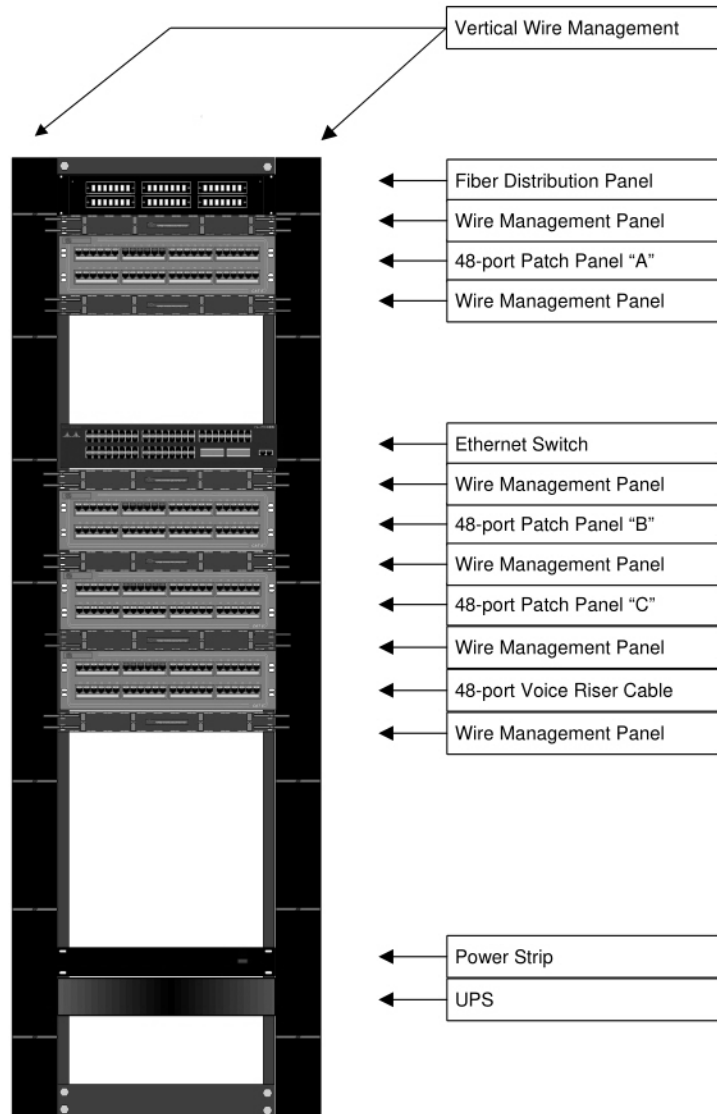 Vertical Wire Management
Fiber Distribution Panel
Wire Management Panel
48-port Patch Panel “A”
Wire Management Panel
Ethernet Switch
Wire Management Panel
48-port Patch Panel “B”
Wire Management Panel
48-port Patch Panel “C”
Wire Management Panel
48-port Voice Riser Cable
Wire Management Panel
Power Strip
UPS